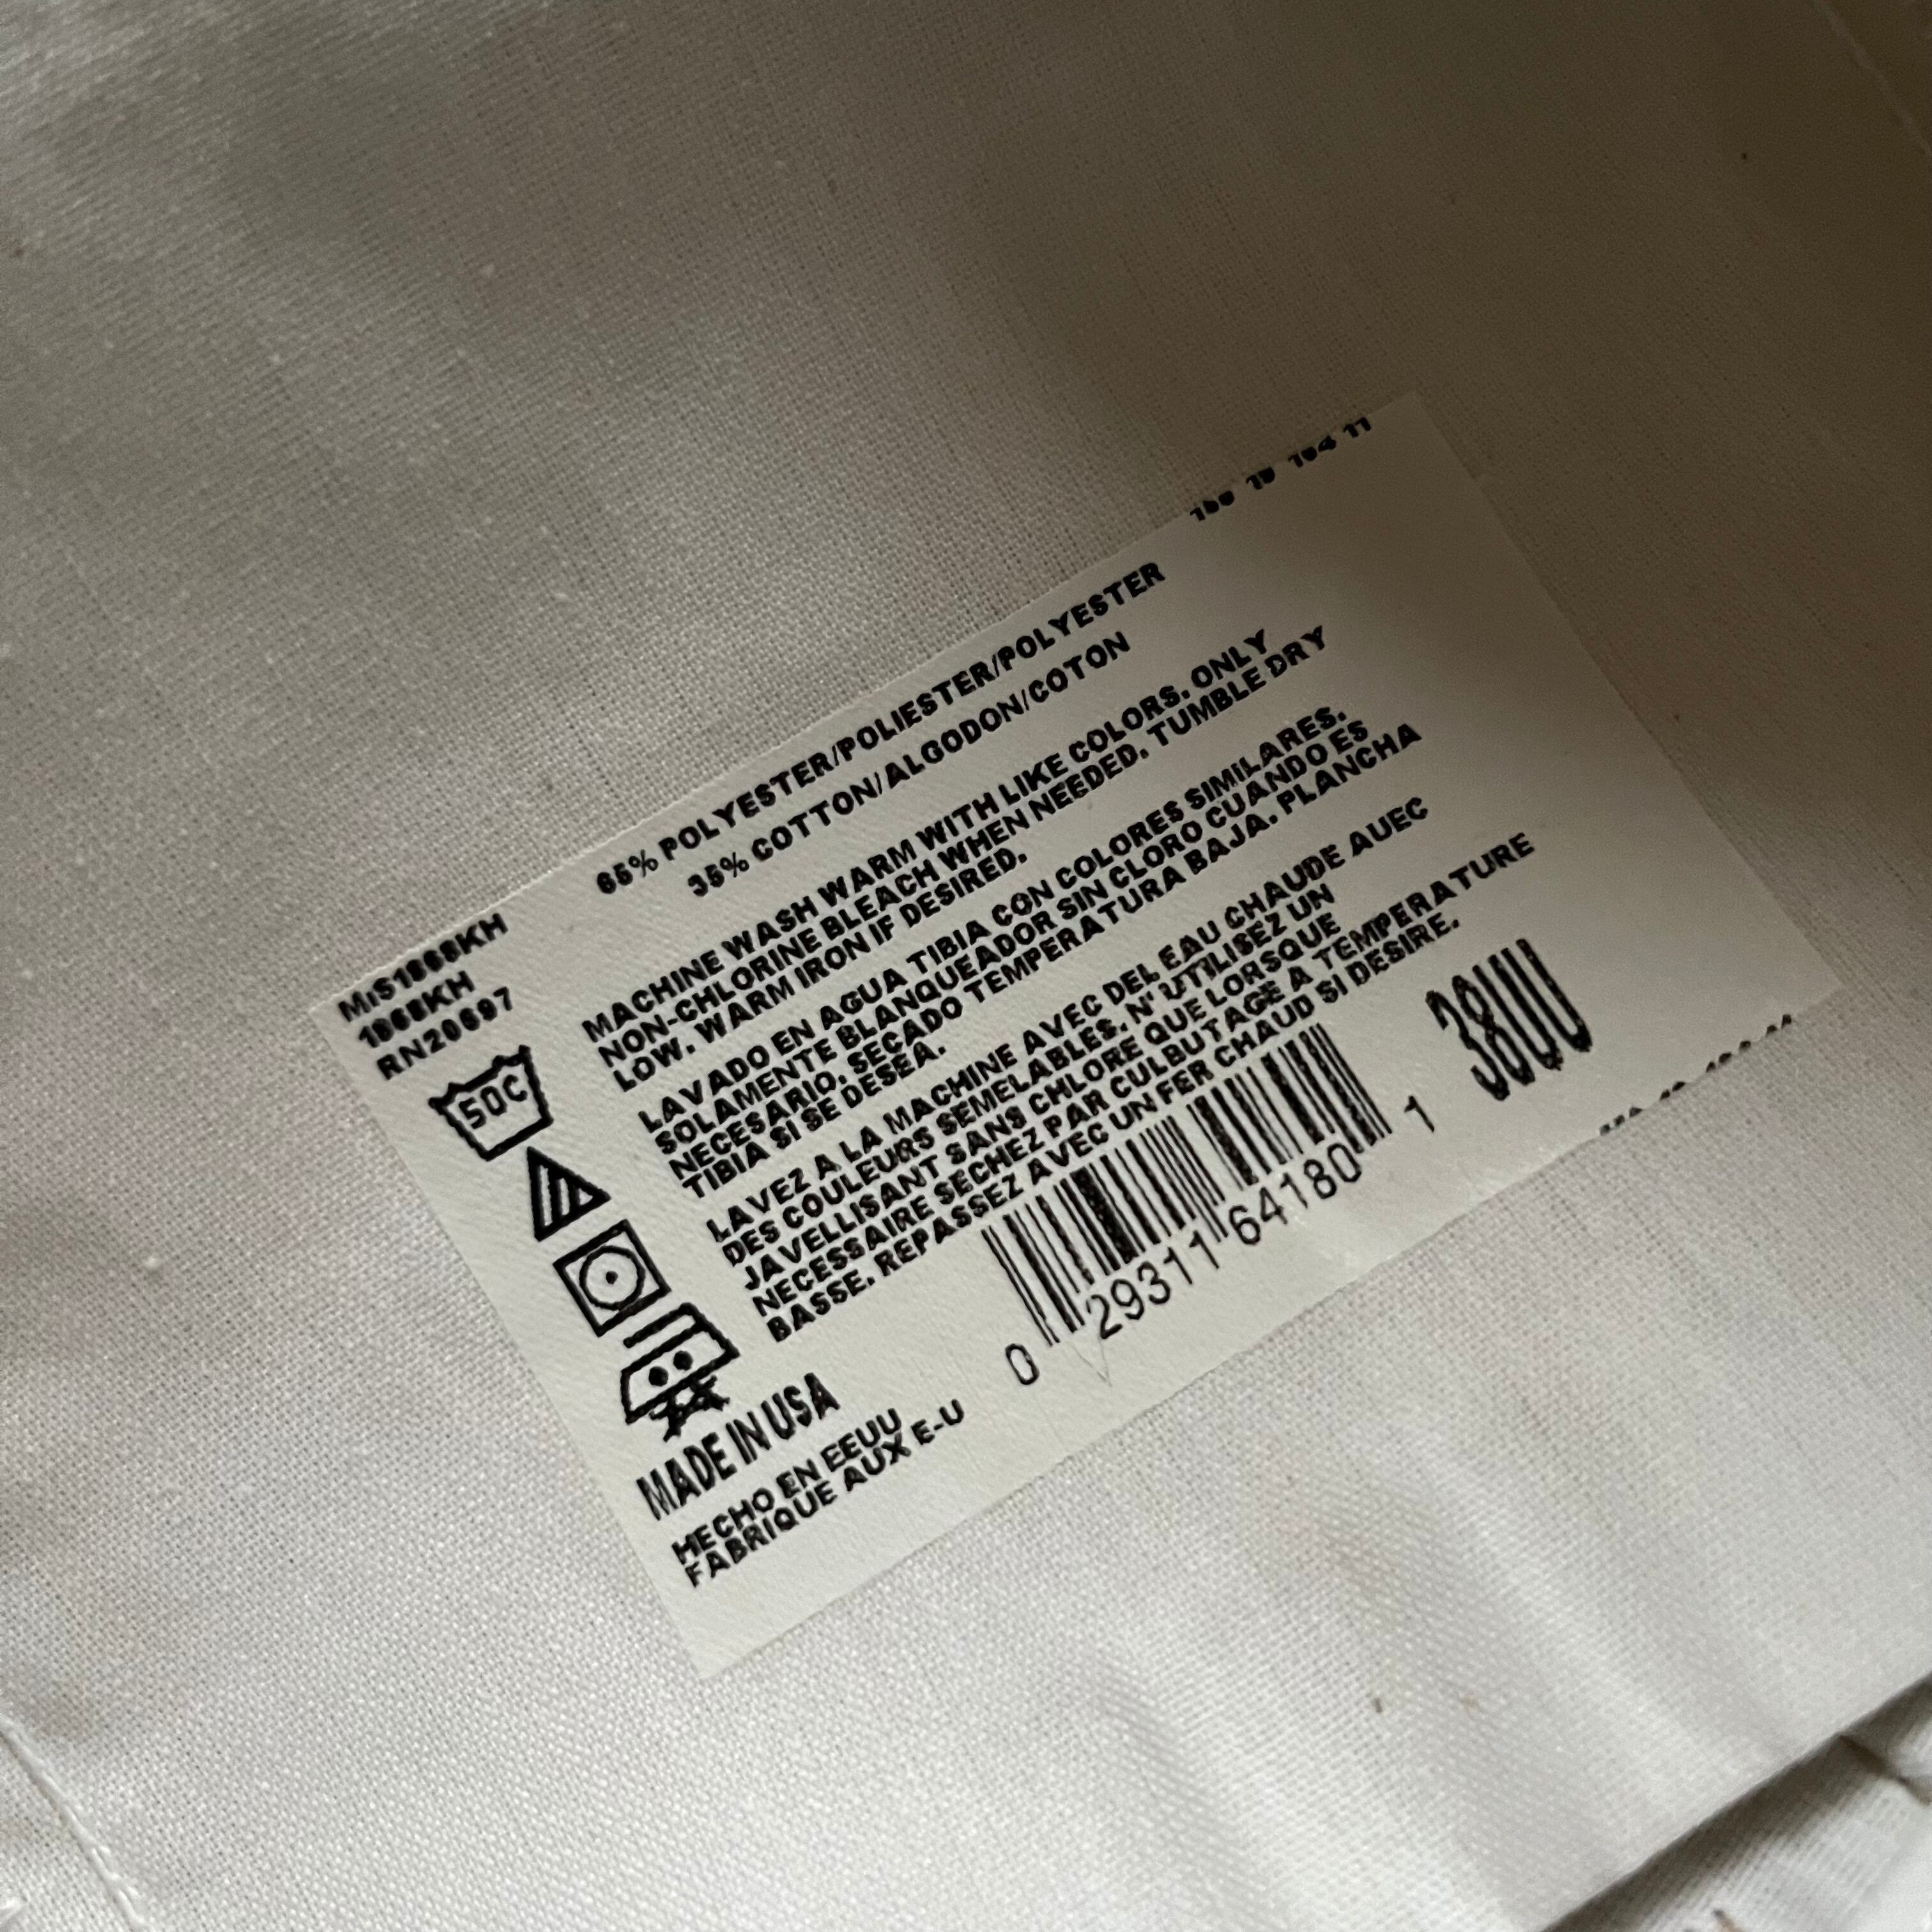 65% POLYESTER/POLIESTER/POLYESTER
35% COTTON/ALGODON/COTON
RN20697
MACHINE WASH WARM WITH LIKE COLORS. ONLY
NON-CHLORINE BLEACH WHEN NEEDED. TUMBLE DRY
LOW. WARM IRON IF DESIRED.
LAVADO EN AGUA TIBIA CON COLORES SIMILARES.
SOLAMENTE BLANQUEADOR SIN CLORO CUANDO ES
NECESARIO. SECADO TEMPERATURA BAJA. PLANCHA
TIBIA SI SE DESEA.
LAVEZ A LA MACHINE AVEC DEL EAU CHAUDE AUEC
DES COULEURS SEMELABLES. N' UTILISEZ UN
JAVELLISANT SANS CHLORE QUE LORSQUE
NECESSAIRE SECHEZ PAR CULBUTAGE A TEMPERATURE
BASSE. REPASSEZ AVEC UN FER CHAUD SI DESIRE.
50C
0 29311 64180 1
38UU
MADE IN USA
HECHO EN EEUU
FABRIQUE AUX E-U